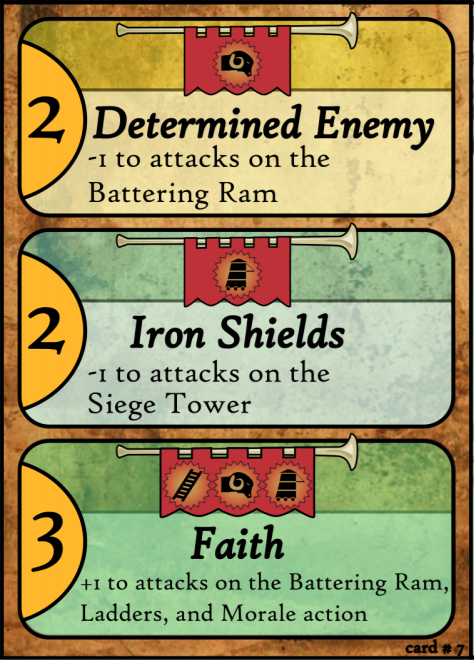 2
Determined Enemy
-1 to attacks on the
Battering Ram
2
Iron Shields
-1 to attacks on the
Siege Tower
3
Faith
+1 to attacks on the Battering Ram,
Ladders, and Morale action
card # 7